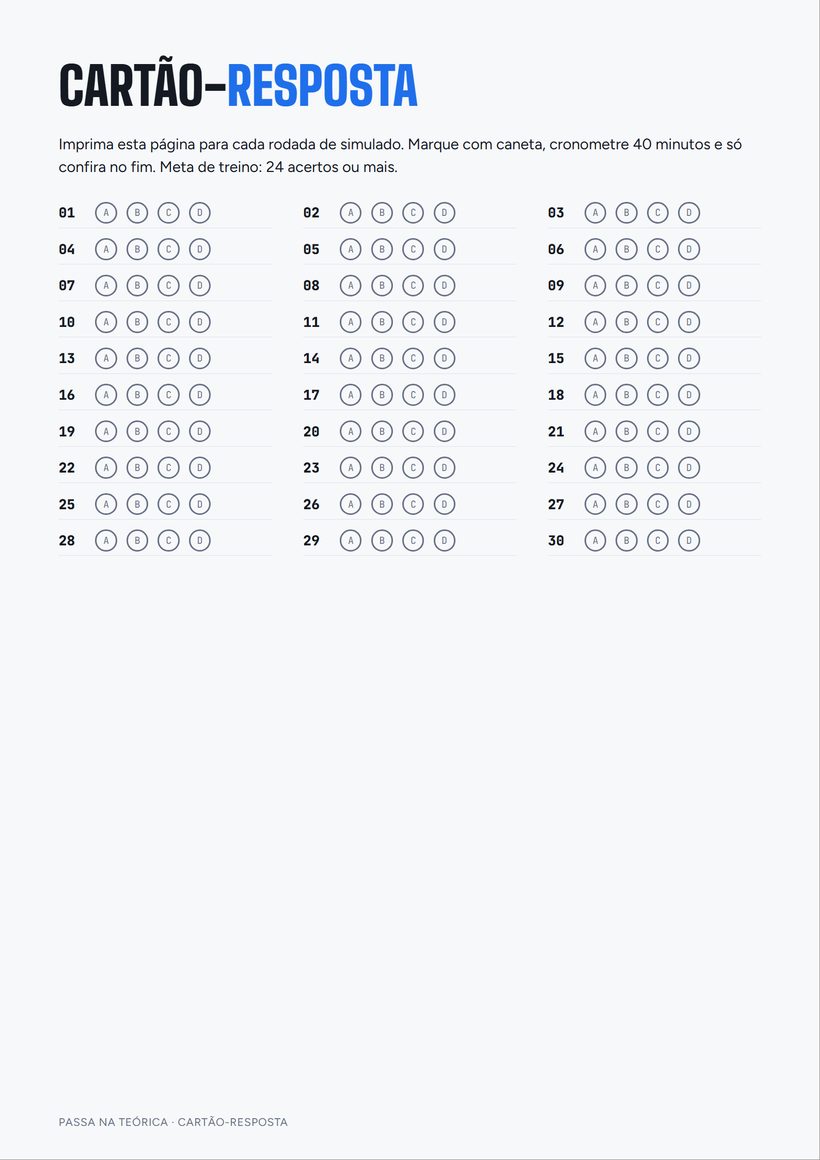 CARTÃO-RESPOSTA
Imprima esta página para cada rodada de simulado. Marque com caneta, cronometre 40 minutos e só
confira no fim. Meta de treino: 24 acertos ou mais.
01 A B C D 02 A B C D 03 A B C D
04 A B C D 05 A B C D 06 A B C D
07 A B C D 08 A B C D 09 A B C D
10 A B C D 11 A B C D 12 A B C D
13 A B C D 14 A B C D 15 A B C D
16 A B C D 17 A B C D 18 A B C D
19 A B C D 20 A B C D 21 A B C D
22 A B C D 23 A B C D 24 A B C D
25 A B C D 26 A B C D 27 A B C D
28 A B C D 29 A B C D 30 A B C D
PASSA NA TEÓRICA · CARTÃO-RESPOSTA